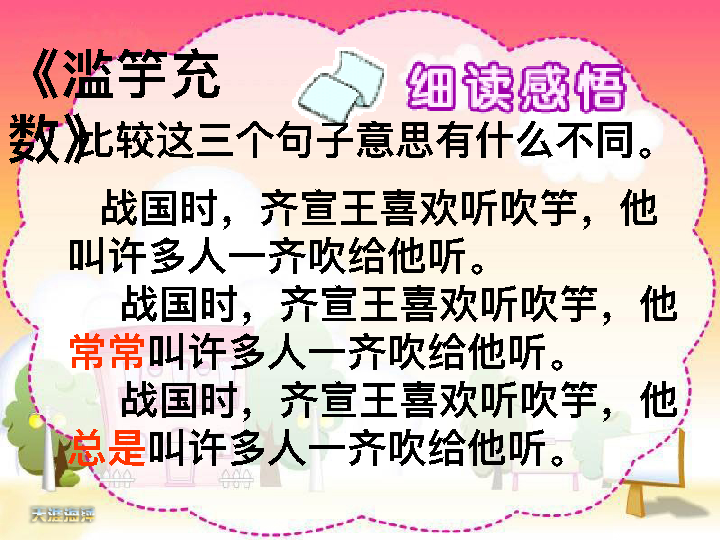 《滥竽充
数》
细读感悟
比较这三个句子意思有什么不同。
战国时，齐宣王喜欢听吹竽，他
叫许多人一齐吹给他听。
战国时，齐宣王喜欢听吹竽，他
常常叫许多人一齐吹给他听。
战国时，齐宣王喜欢听吹竽，他
总是叫许多人一齐吹给他听。